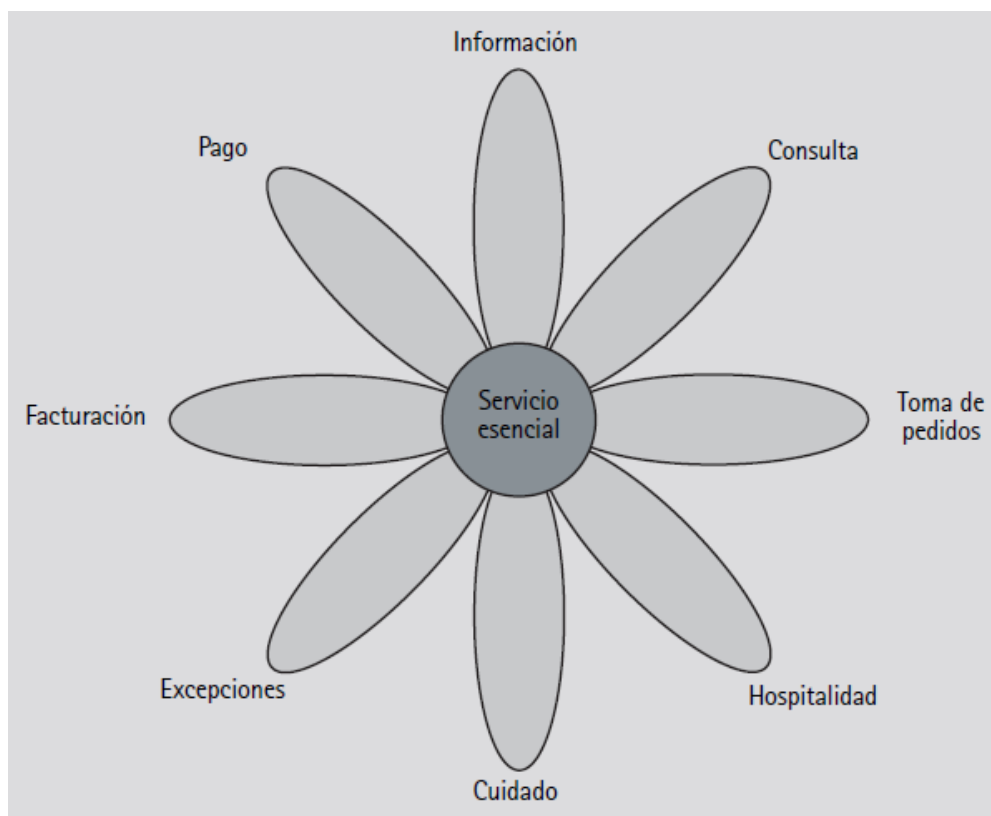 Información
Pago
Consulta
Facturación
Servicio
esencial
Toma de
pedidos
Excepciones
Hospitalidad
Cuidado